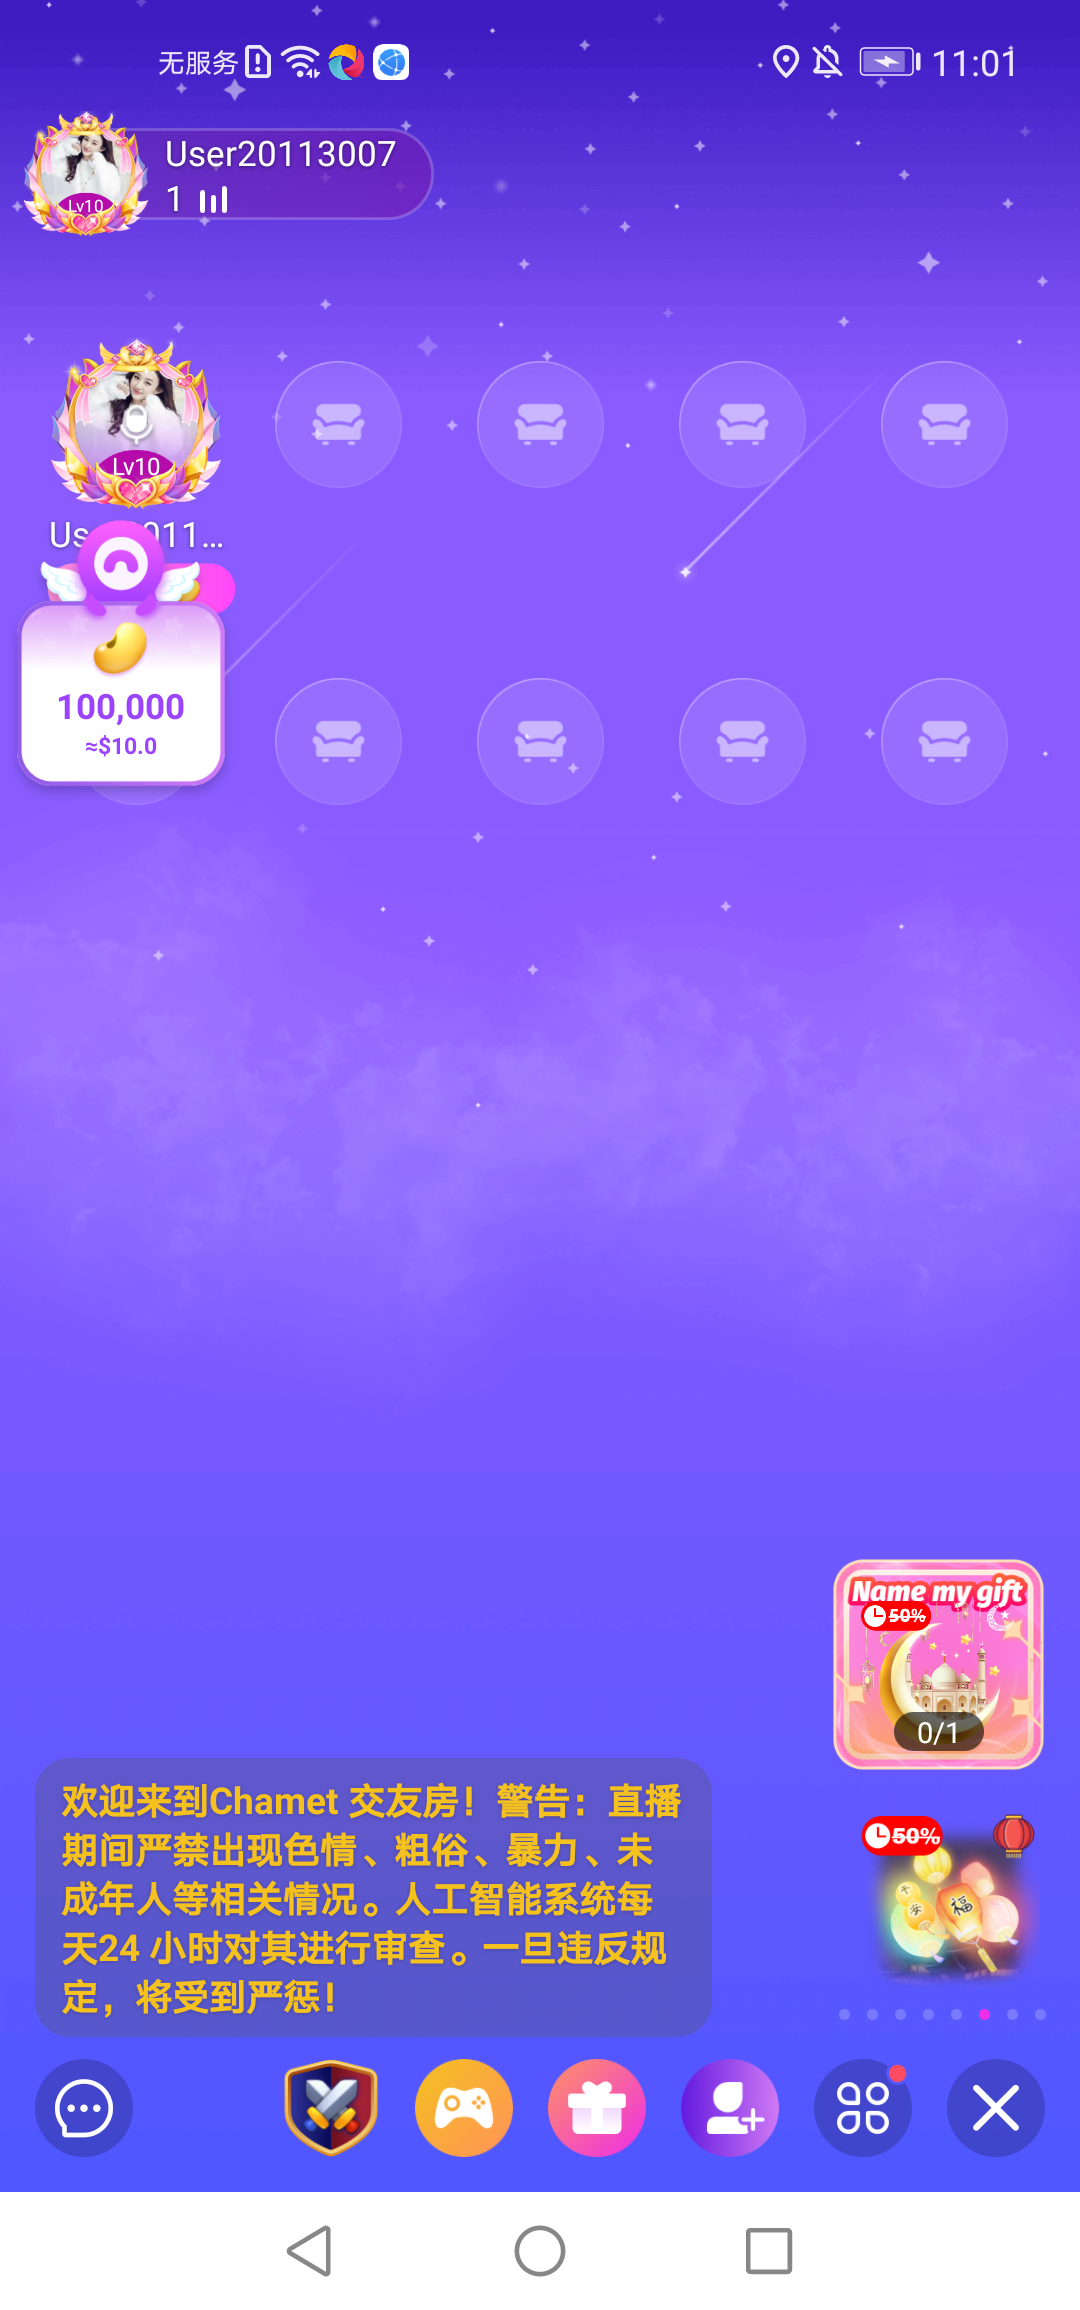 无服务
11:01
User20113007
1
Lv10
Lv10
100,000
≈$10.0
Name my gift
50%
0/1
欢迎来到Chamet 交友房！警告：直播
期间严禁出现色情、粗俗、暴力、未
成年人等相关情况。人工智能系统每
天24 小时对其进行审查。一旦违反规
定，将受到严惩！
50%
福